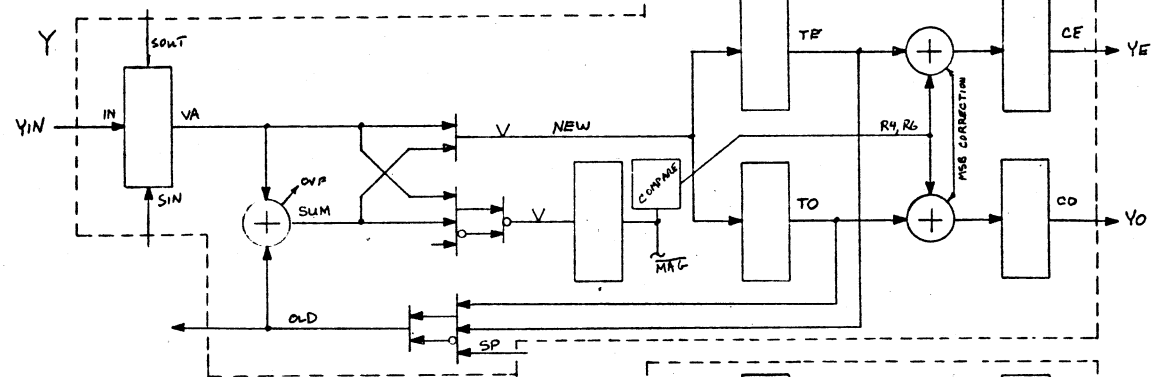 Y
SOUT
TE
CE
YE
YIN
IN
VA
V
NEW
R4, R6
MSB CORRECTION
COMPARE
OVF
SIN
SUM
V
TO
CO
YO
MAG
OLD
SP